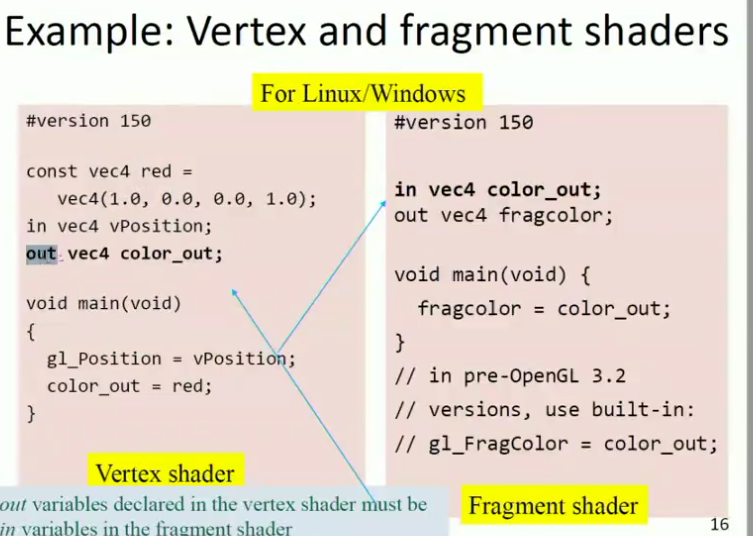 Example: Vertex and fragment shaders
For Linux/Windows
#version 150
const vec4 red =
vec4(1.0, 0.0, 0.0, 1.0);
in vec4 vPosition;
out vec4 color_out;
void main(void)
{
gl_Position = vPosition;
color_out = red;
}
Vertex shader
out variables declared in the vertex shader must be
in variables in the fragment shader
#version 150
in vec4 color_out;
out vec4 fragcolor;
void main(void) {
fragcolor = color_out;
}
// in pre-OpenGL 3.2
// versions, use built-in:
// gl_FragColor = color_out;
Fragment shader
16